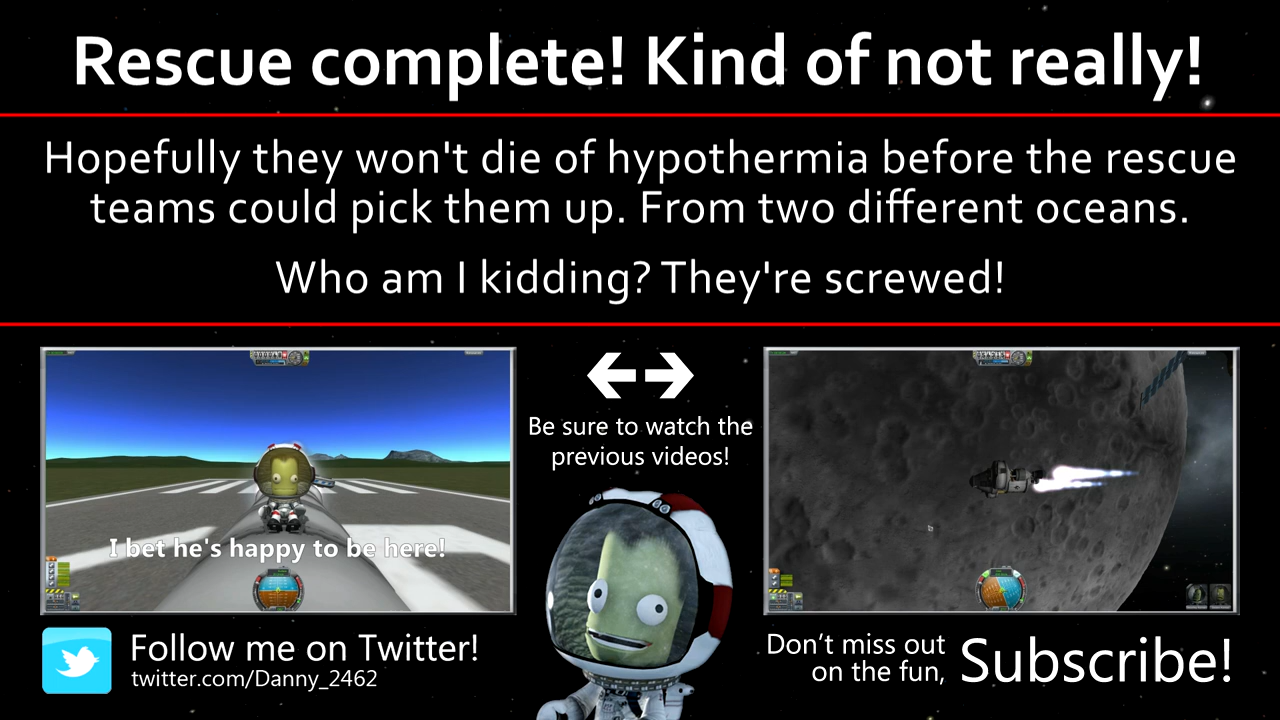 Rescue complete! Kind of not really!
Hopefully they won't die of hypothermia before the rescue
teams could pick them up. From two different oceans.
Who am I kidding? They're screwed!
Be sure to watch the
previous videos!
I bet he's happy to be here!
Follow me on Twitter!
twitter.com/Danny_2462
Don't miss out
on the fun,
Subscribe!